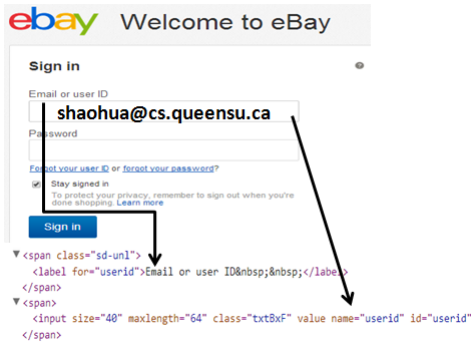 ebay Welcome to eBay
Sign in
Email or user ID
shaohua@cs.queensu.ca
Password
Forgot your user ID or forgot your password?
Stay signed in
To protect your privacy, remember to sign out when you're
done shopping. Learn more
Sign in
<span class="sd-unl">
<label for="userid">Email or user ID&nbsp;&nbsp;</label>
</span>
<span>
<input size="40" maxlength="64" class="txtBxF" value name="userid" id="userid"
</span>